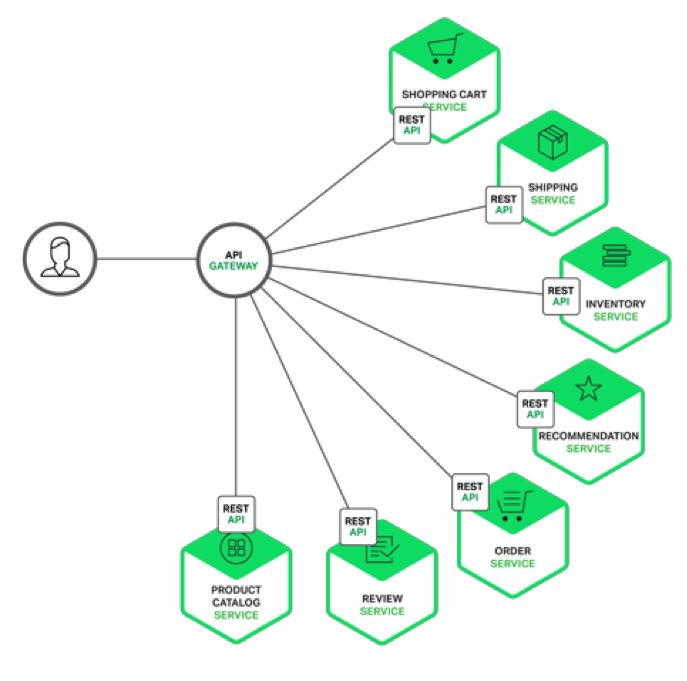 SHOPPING CART
SERVICE
REST
API
SHIPPING
SERVICE
REST
API
API
GATEWAY
INVENTORY
SERVICE
REST
API
RECOMMENDATION
SERVICE
REST
API
ORDER
SERVICE
REST
API
REVIEW
SERVICE
REST
API
PRODUCT
CATALOG
SERVICE
REST
API